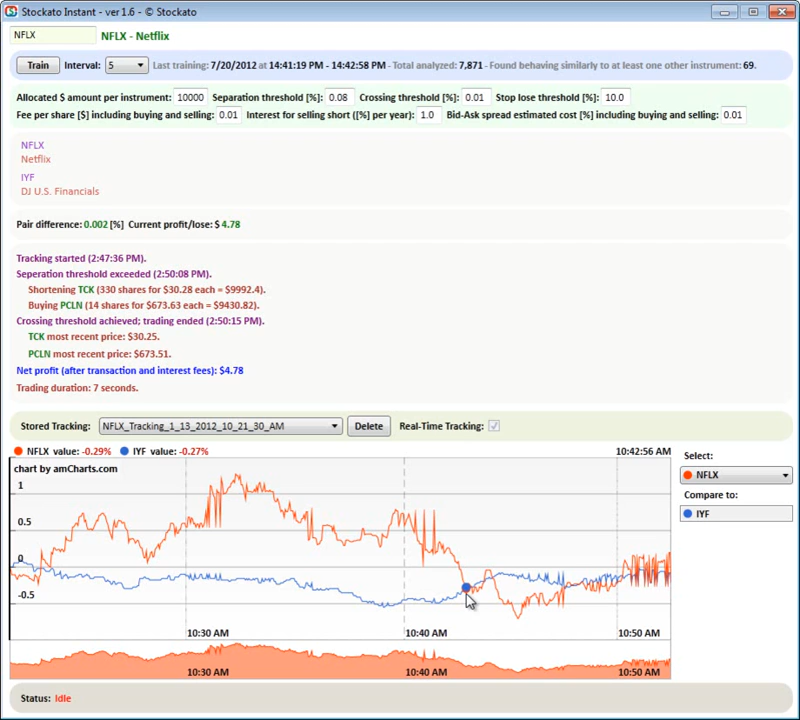 Stockato Instant - ver 1.6 - © Stockato
NFLX NFLX - Netflix
Train Interval: 5 Last training: 7/20/2012 at 14:41:19 PM - 14:42:58 PM - Total analyzed: 7,871 - Found behaving similarly to at least one other instrument: 69.
Allocated $ amount per instrument: 10000 Separation threshold [%]: 0.08 Crossing threshold [%]: 0.01 Stop lose threshold [%]: 10.0
Fee per share [$] including buying and selling: 0.01 Interest for selling short ([%] per year): 1.0 Bid-Ask spread estimated cost [%] including buying and selling: 0.01
NFLX
Netflix
IYF
DJ U.S. Financials
Pair difference: 0.002 [%] Current profit/lose: $ 4.78
Tracking started (2:47:36 PM).
Seperation threshold exceeded (2:50:08 PM).
Shortening TCK (330 shares for $30.28 each = $9992.4).
Buying PCLN (14 shares for $673.63 each = $9430.82).
Crossing threshold achieved; trading ended (2:50:15 PM).
TCK most recent price: $30.25.
PCLN most recent price: $673.51.
Net profit (after transaction and interest fees): $4.78
Trading duration: 7 seconds.
Stored Tracking: NFLX_Tracking_1_13_2012_10_21_30_AM Delete Real-Time Tracking:
NFLX value: -0.29% IYF value: -0.27% 10:42:56 AM
chart by amCharts.com
1
0.5
0
-0.5
10:30 AM 10:40 AM 10:50 AM
10:30 AM 10:40 AM 10:50 AM
Select:
NFLX
Compare to:
IYF
Status: Idle